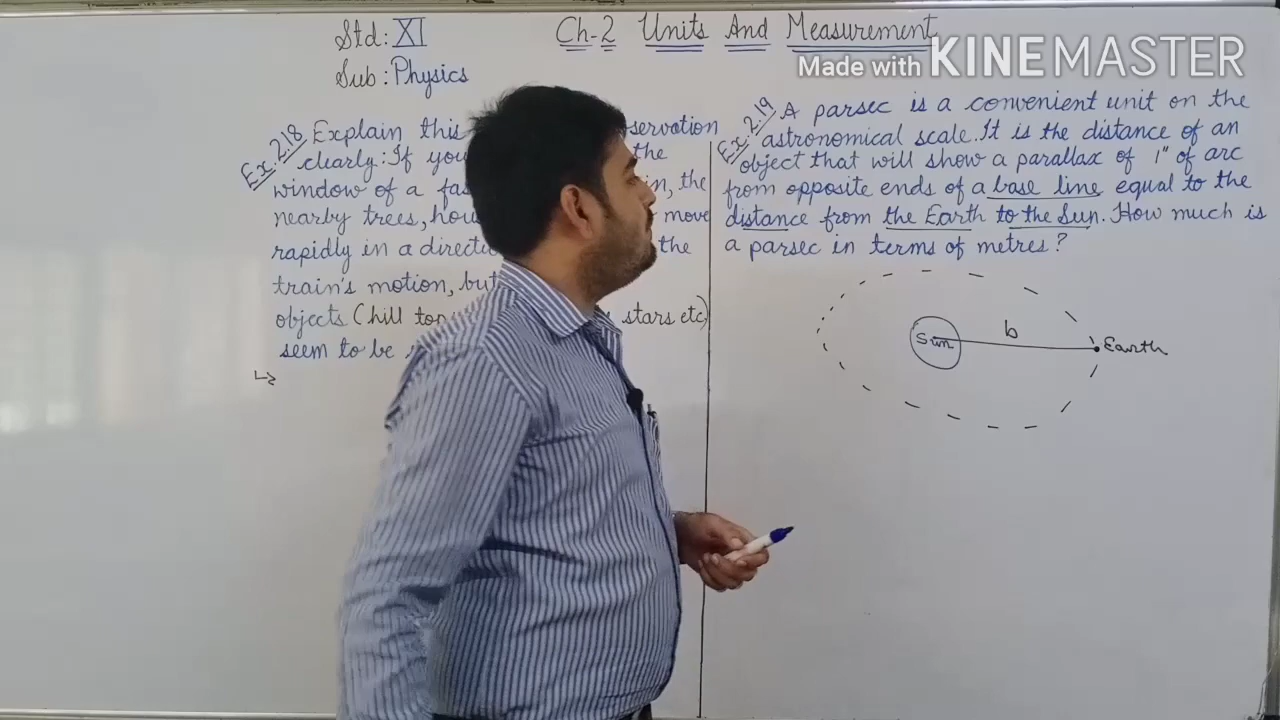 Std: XI
Sub: Physics
Ch-2 Units And Measurement
Made with KINEMASTER
Ex. 2.18 Explain this servation
clearly: If you the
window of a fas in, the
nearby trees, hou move
rapidly in a directi the
train's motion, but
objects (hill top stars etc)
seem to be
↳
Ex. 2.19 A parsec is a convenient unit on the
astronomical scale. It is the distance of an
object that will show a parallax of 1" of arc
from opposite ends of a base line equal to the
distance from the Earth to the Sun. How much is
a parsec in terms of metres?
Sun b Earth